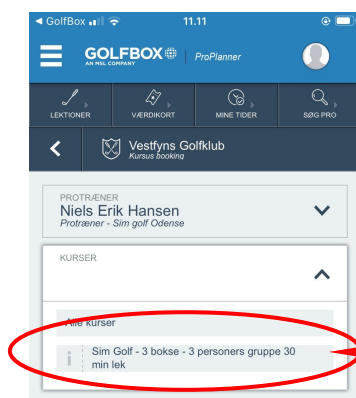 GolfBox 11.11
GOLFBOX ProPlanner
AN MSL COMPANY
LEKTIONER VÆRDIKORT MINE TIDER SØG PRO
Vestfyns Golfklub
Kursus booking
PROTRÆNER
Niels Erik Hansen
Protræner - Sim golf Odense
KURSER
Alle kurser
Sim Golf - 3 bokse - 3 personers gruppe 30
min lek